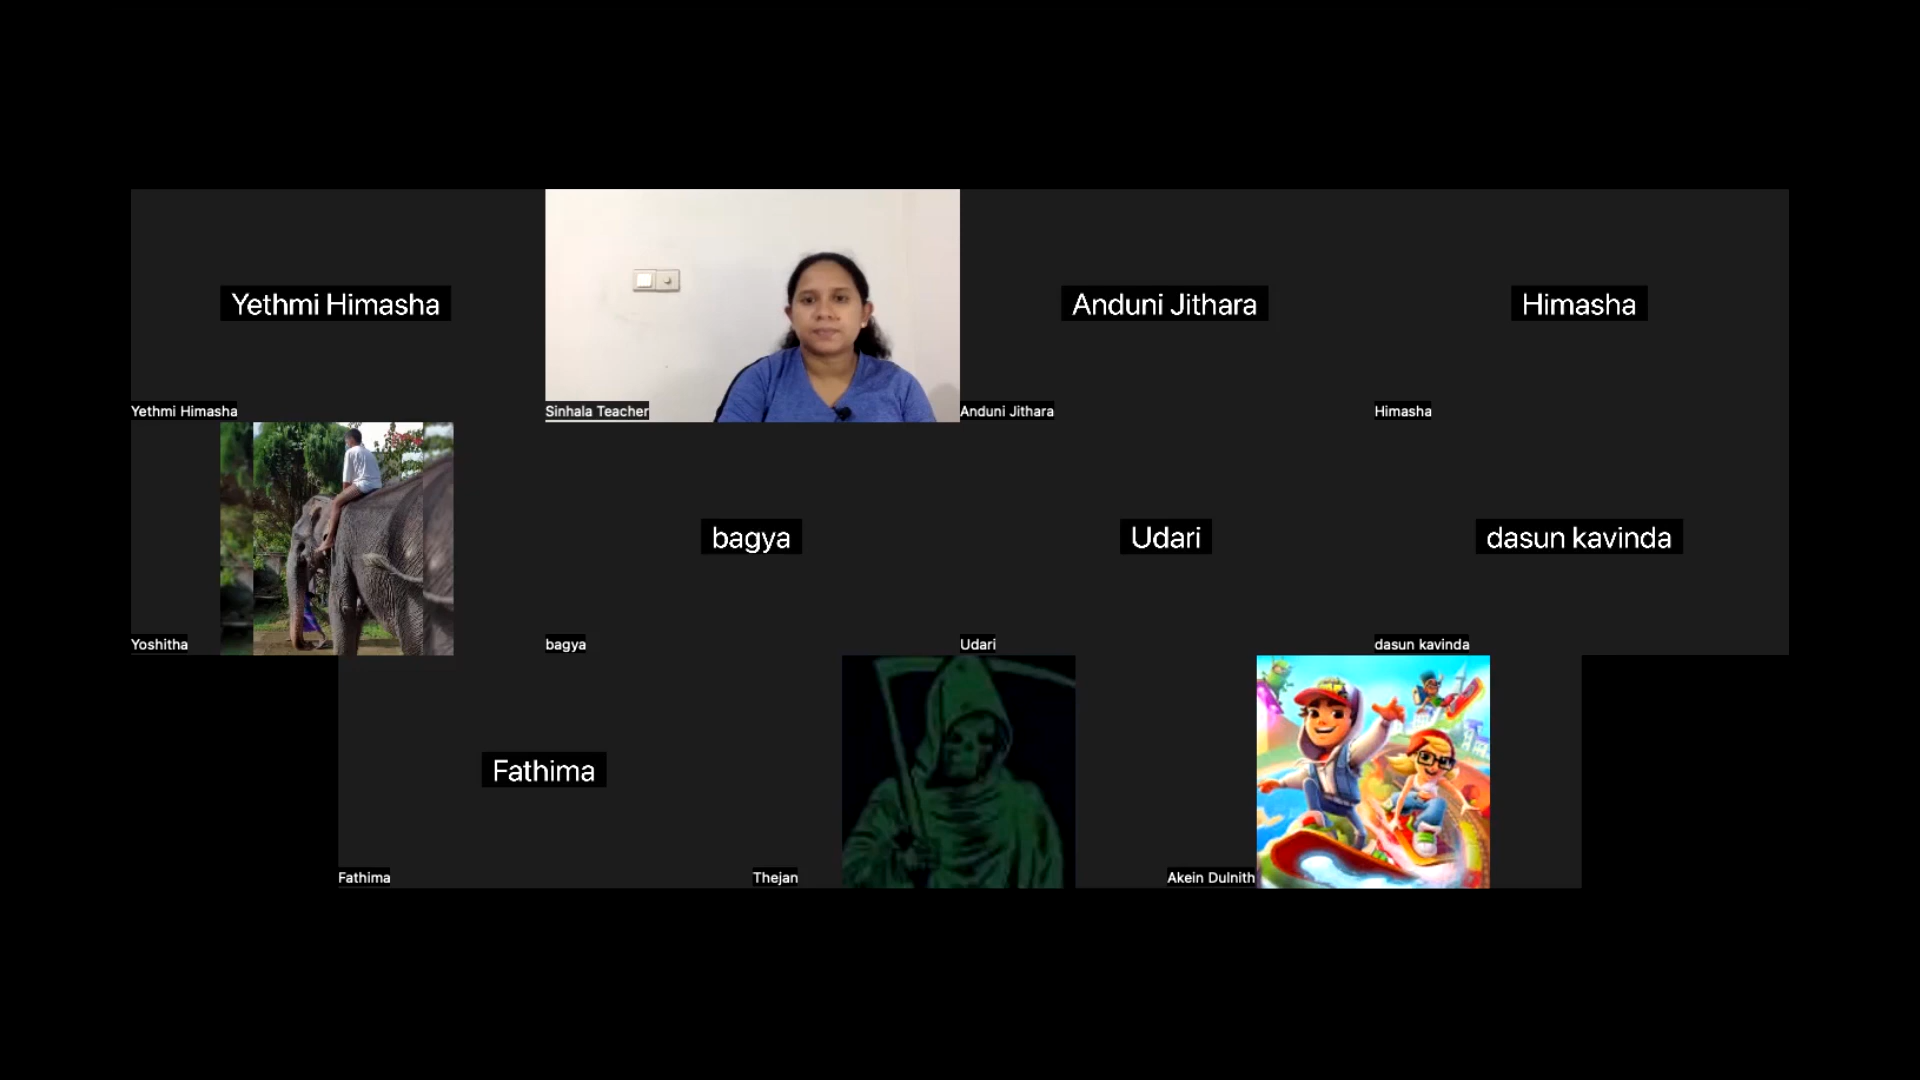 Yethmi Himasha
Yethmi Himasha
Sinhala Teacher
Anduni Jithara
Anduni Jithara
Himasha
Himasha
Yoshitha
bagya
bagya
Udari
Udari
dasun kavinda
dasun kavinda
Fathima
Fathima
Thejan
Akein Dulnith